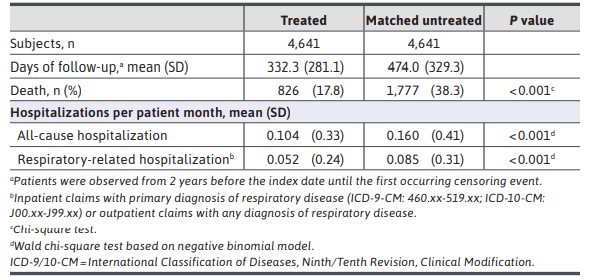 Treated Matched untreated P value
Subjects, n 4,641 4,641
Days of follow-up,a mean (SD) 332.3 (281.1) 474.0 (329.3)
Death, n (%) 826 (17.8) 1,777 (38.3) <0.001c
Hospitalizations per patient month, mean (SD)
All-cause hospitalization 0.104 (0.33) 0.160 (0.41) <0.001d
Respiratory-related hospitalizationb 0.052 (0.24) 0.085 (0.31) <0.001d
aPatients were observed from 2 years before the index date until the first occurring censoring event.
bInpatient claims with primary diagnosis of respiratory disease (ICD-9-CM: 460.xx-519.xx; ICD-10-CM:
J00.xx-J99.xx) or outpatient claims with any diagnosis of respiratory disease.
cChi-square test.
dWald chi-square test based on negative binomial model.
ICD-9/10-CM = International Classification of Diseases, Ninth/Tenth Revision, Clinical Modification.